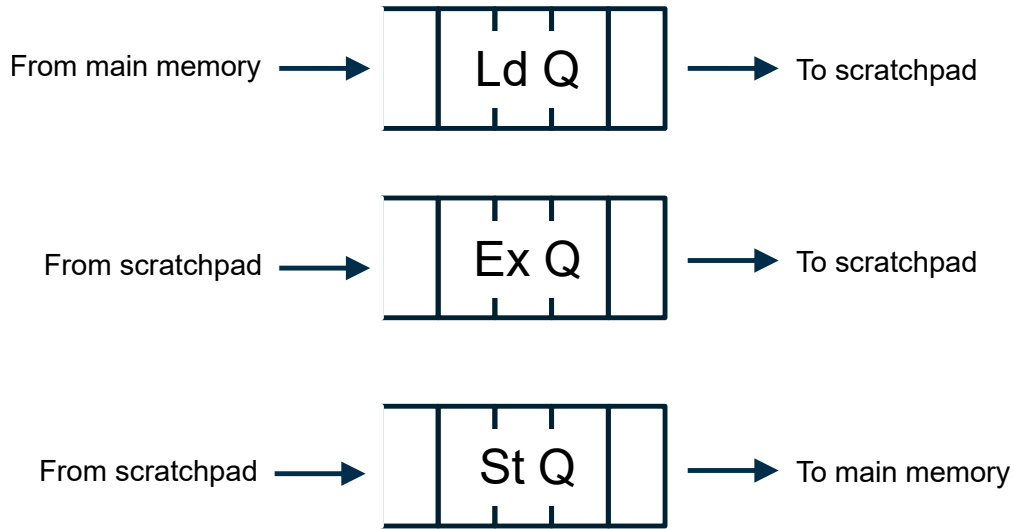 From main memory
Ld Q
To scratchpad
From scratchpad
Ex Q
To scratchpad
From scratchpad
St Q
To main memory